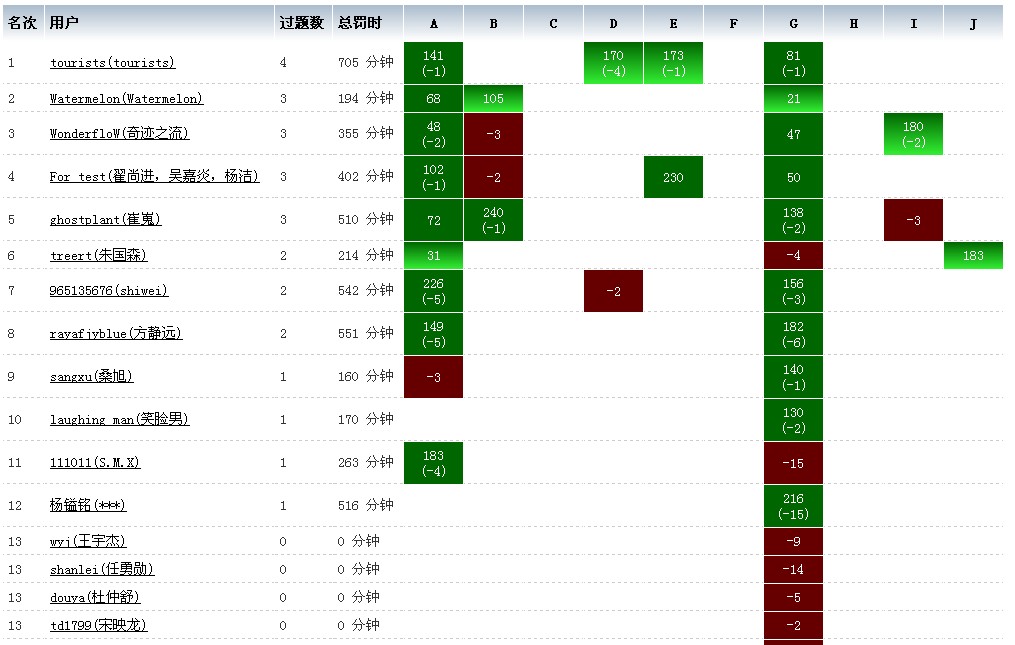 名次 用户 过题数 总罚时 A B C D E F G H I J
1 tourists(tourists) 4 705 分钟 141 (-1) 170 (-4) 173 (-1) 81 (-1)
2 Watermelon(Watermelon) 3 194 分钟 68 105 21
3 WonderfloW(奇迹之流) 3 355 分钟 48 (-2) -3 47 180 (-2)
4 For_test(翟尚进，吴嘉炎，杨洁) 3 402 分钟 102 (-1) -2 230 50
5 ghostplant(崔嵬) 3 510 分钟 72 240 (-1) 138 (-2) -3
6 treert(朱国森) 2 214 分钟 31 -4 183
7 965135676(shiwei) 2 542 分钟 226 (-5) -2 156 (-3)
8 rayafjyblue(方静远) 2 551 分钟 149 (-5) 182 (-6)
9 sangxu(桑旭) 1 160 分钟 -3 140 (-1)
10 laughing_man(笑脸男) 1 170 分钟 130 (-2)
11 111011(S.M.X) 1 263 分钟 183 (-4) -15
12 杨镒铭(***) 1 516 分钟 216 (-15)
13 wyj(王宇杰) 0 0 分钟 -9
13 shanlei(任勇勋) 0 0 分钟 -14
13 douya(杜仲舒) 0 0 分钟 -5
13 td1799(宋映龙) 0 0 分钟 -2